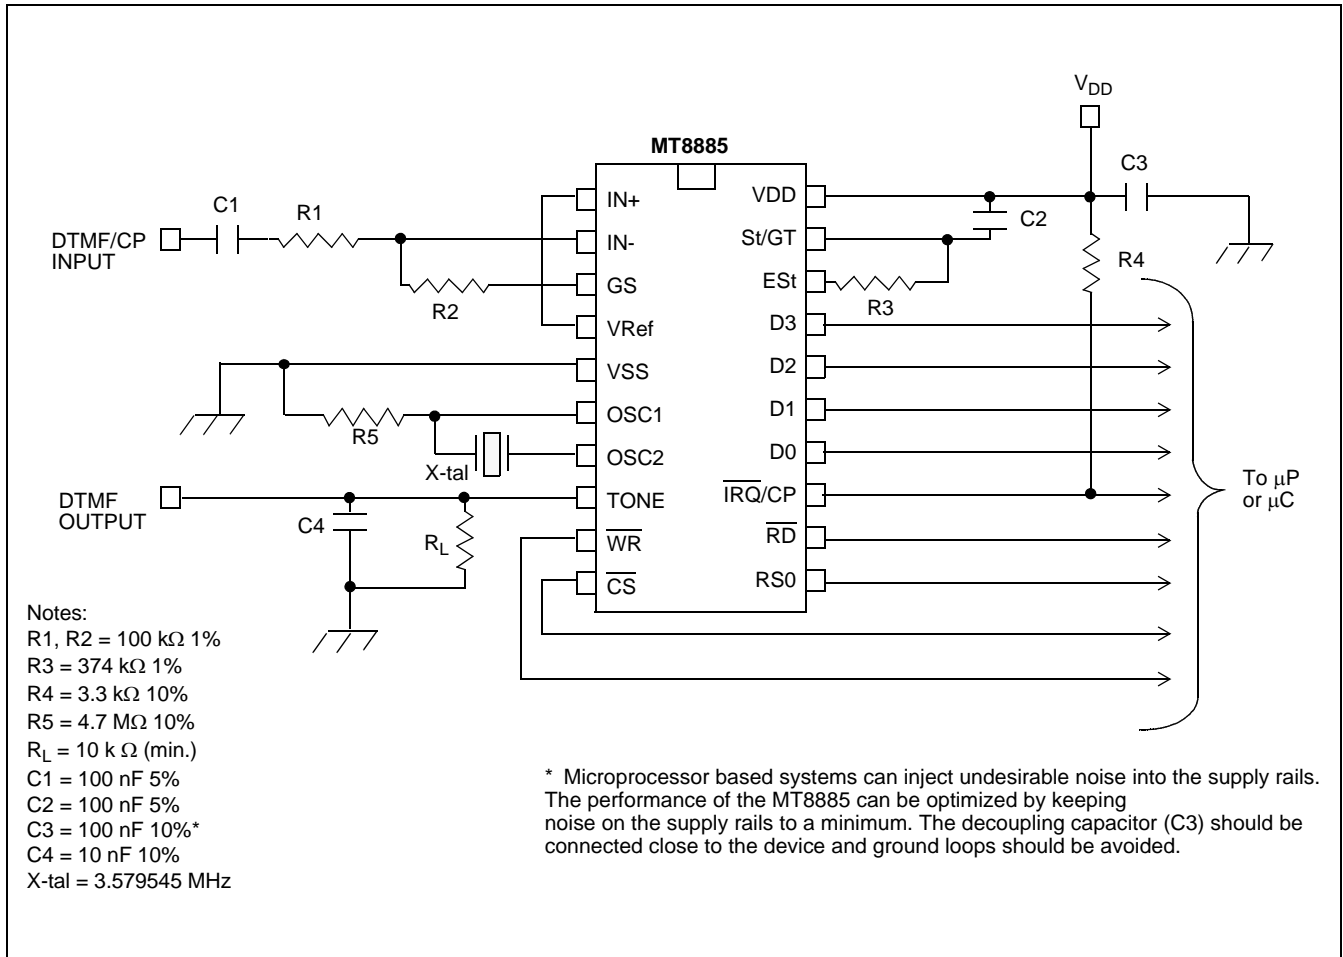 V_DD
MT8885
C3
C1
R1
IN+
VDD
C2
DTMF/CP
INPUT
IN-
St/GT
R4
GS
ESt
R2
R3
VRef
D3
VSS
D2
OSC1
D1
R5
OSC2
D0
X-tal
DTMF
OUTPUT
TONE
I̅R̅Q̅/CP
To μP
or μC
C4
R_L
W̅R̅
R̅D̅
C̅S̅
RS0
Notes:
R1, R2 = 100 kΩ 1%
R3 = 374 kΩ 1%
R4 = 3.3 kΩ 10%
R5 = 4.7 MΩ 10%
R_L = 10 k Ω (min.)
C1 = 100 nF 5%
C2 = 100 nF 5%
C3 = 100 nF 10%*
C4 = 10 nF 10%
X-tal = 3.579545 MHz
* Microprocessor based systems can inject undesirable noise into the supply rails.
The performance of the MT8885 can be optimized by keeping
noise on the supply rails to a minimum. The decoupling capacitor (C3) should be
connected close to the device and ground loops should be avoided.